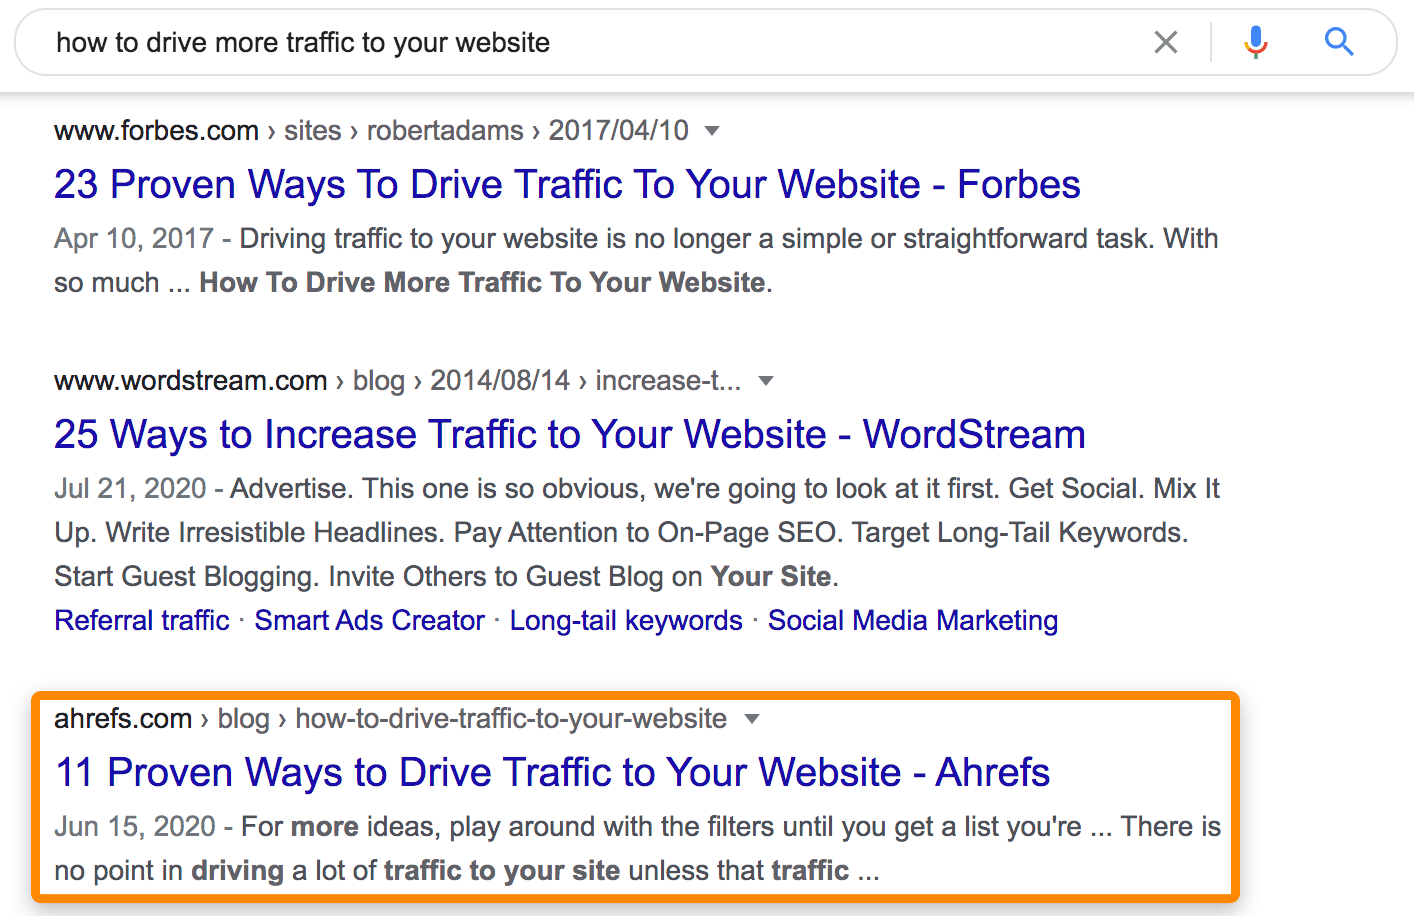 how to drive more traffic to your website
www.forbes.com › sites › robertadams › 2017/04/10
23 Proven Ways To Drive Traffic To Your Website - Forbes
Apr 10, 2017 - Driving traffic to your website is no longer a simple or straightforward task. With
so much ... How To Drive More Traffic To Your Website.
www.wordstream.com › blog › 2014/08/14 › increase-t...
25 Ways to Increase Traffic to Your Website - WordStream
Jul 21, 2020 - Advertise. This one is so obvious, we're going to look at it first. Get Social. Mix It
Up. Write Irresistible Headlines. Pay Attention to On-Page SEO. Target Long-Tail Keywords.
Start Guest Blogging. Invite Others to Guest Blog on Your Site.
Referral traffic · Smart Ads Creator · Long-tail keywords · Social Media Marketing
ahrefs.com › blog › how-to-drive-traffic-to-your-website
11 Proven Ways to Drive Traffic to Your Website - Ahrefs
Jun 15, 2020 - For more ideas, play around with the filters until you get a list you're ... There is
no point in driving a lot of traffic to your site unless that traffic ...